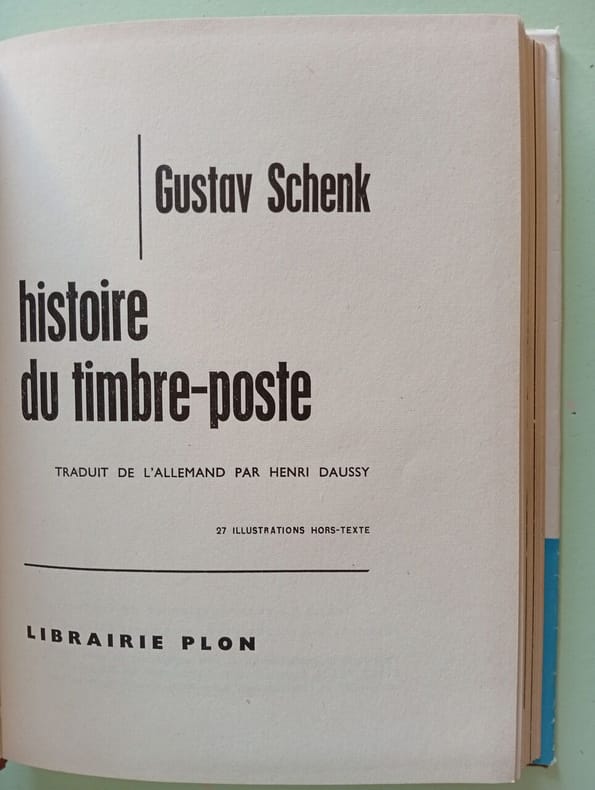 Gustav Schenk
histoire
du timbre-poste
TRADUIT DE L'ALLEMAND PAR HENRI DAUSSY
27 ILLUSTRATIONS HORS-TEXTE
LIBRAIRIE PLON